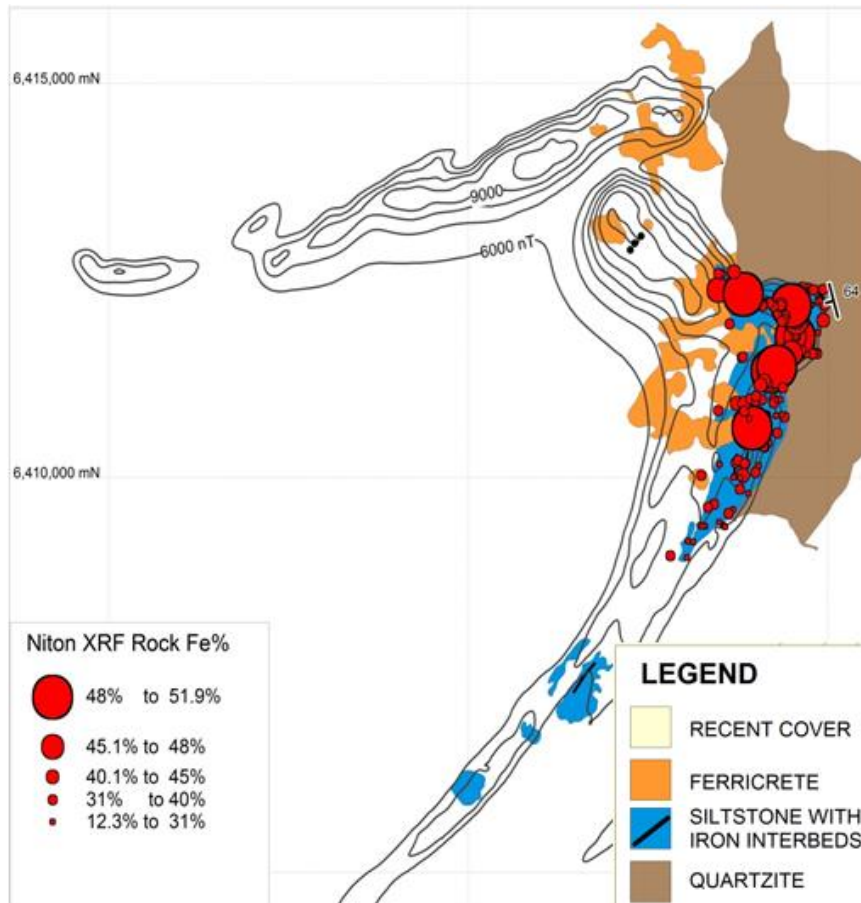 6,415,000 mN
9000
6000 nT
64
6,410,000 mN
Niton XRF Rock Fe%
48% to 51.9%
45.1% to 48%
40.1% to 45%
31% to 40%
12.3% to 31%
LEGEND
RECENT COVER
FERRICRETE
SILTSTONE WITH
IRON INTERBEDS
QUARTZITE